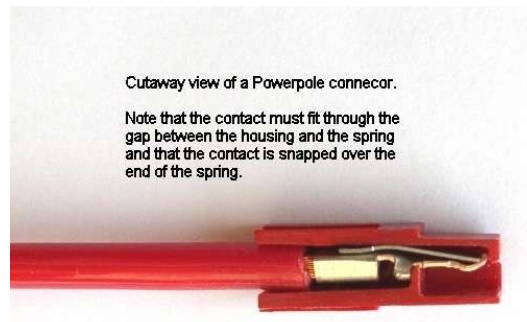 Cutaway view of a Powerpole connecor.
Note that the contact must fit through the
gap between the housing and the spring
and that the contact is snapped over the
end of the spring.